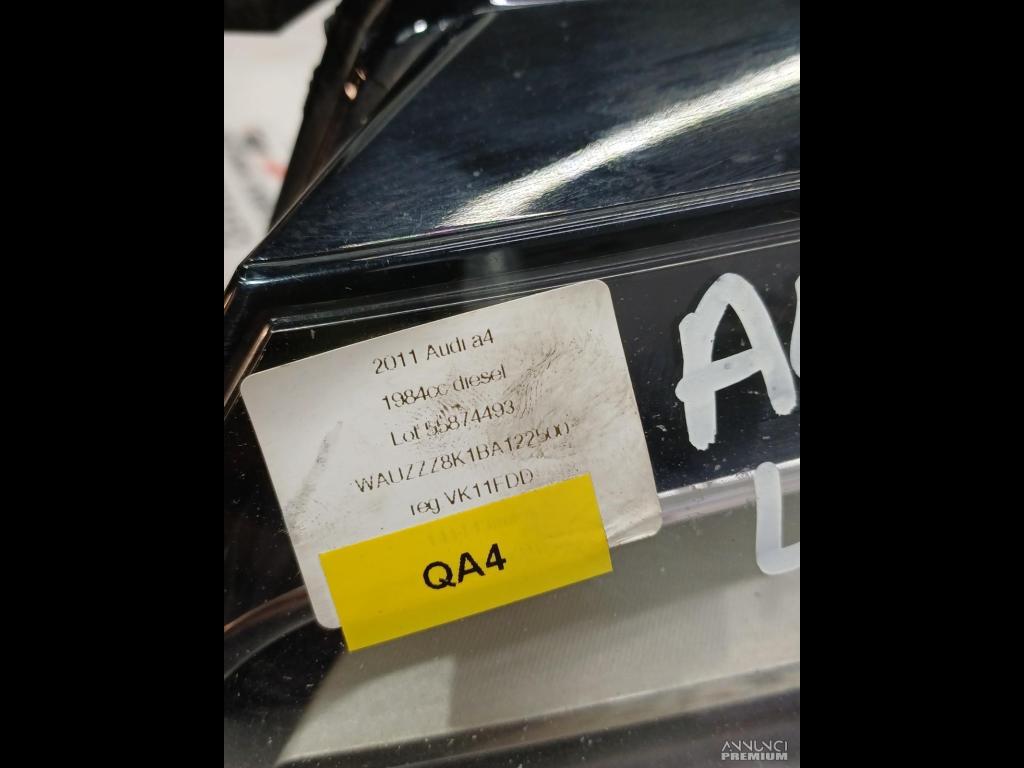 2011 Audi a4
1984cc diesel
Lot 55874493
WAUZZZ8K1BA122500
reg VK11FDD
QA4
A
L
ANNUNCI
PREMIUM